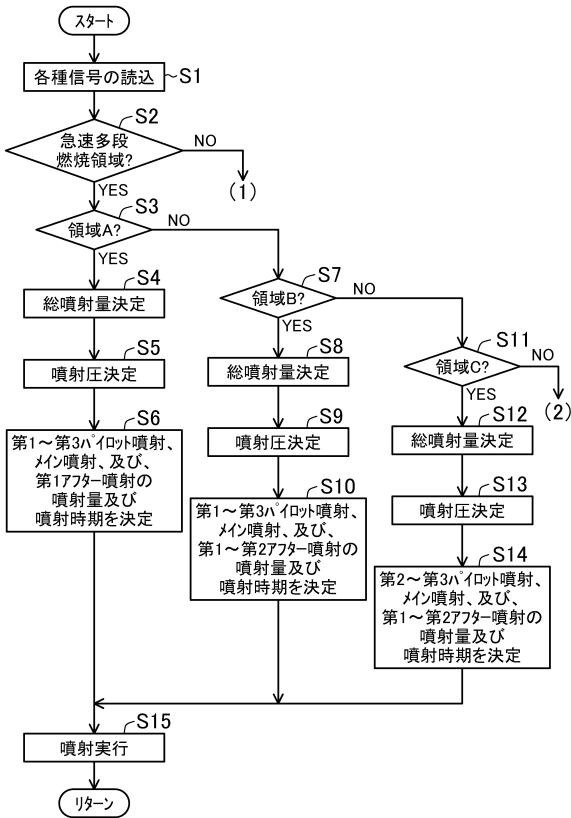 スタート
各種信号の読込
S1
S2
急速多段
燃焼領域?
NO
(1)
YES
S3
領域A?
NO
YES
S4
総噴射量決定
S5
噴射圧決定
S6
第1～第3パイロット噴射、
メイン噴射、及び、
第1アフター噴射の
噴射量及び
噴射時期を決定
S7
領域B?
NO
YES
S8
総噴射量決定
S9
噴射圧決定
S10
第1～第3パイロット噴射、
メイン噴射、及び、
第1～第2アフター噴射の
噴射量及び
噴射時期を決定
S11
領域C?
NO
(2)
YES
S12
総噴射量決定
S13
噴射圧決定
S14
第2～第3パイロット噴射、
メイン噴射、及び、
第1～第2アフター噴射の
噴射量及び
噴射時期を決定
S15
噴射実行
リターン